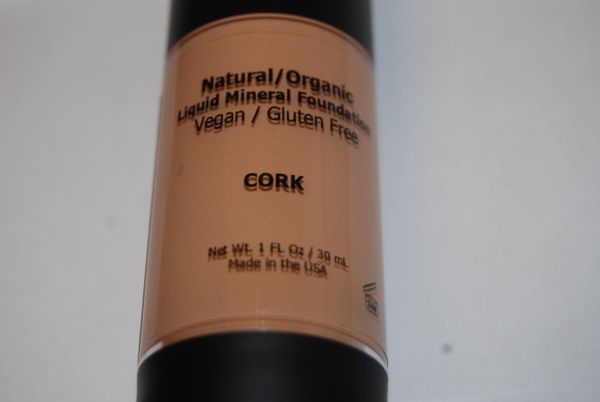 Natural/Organic
Liquid Mineral Foundation
Vegan / Gluten Free
CORK
Net Wt. 1 FL Oz / 30 mL
Made in the USA